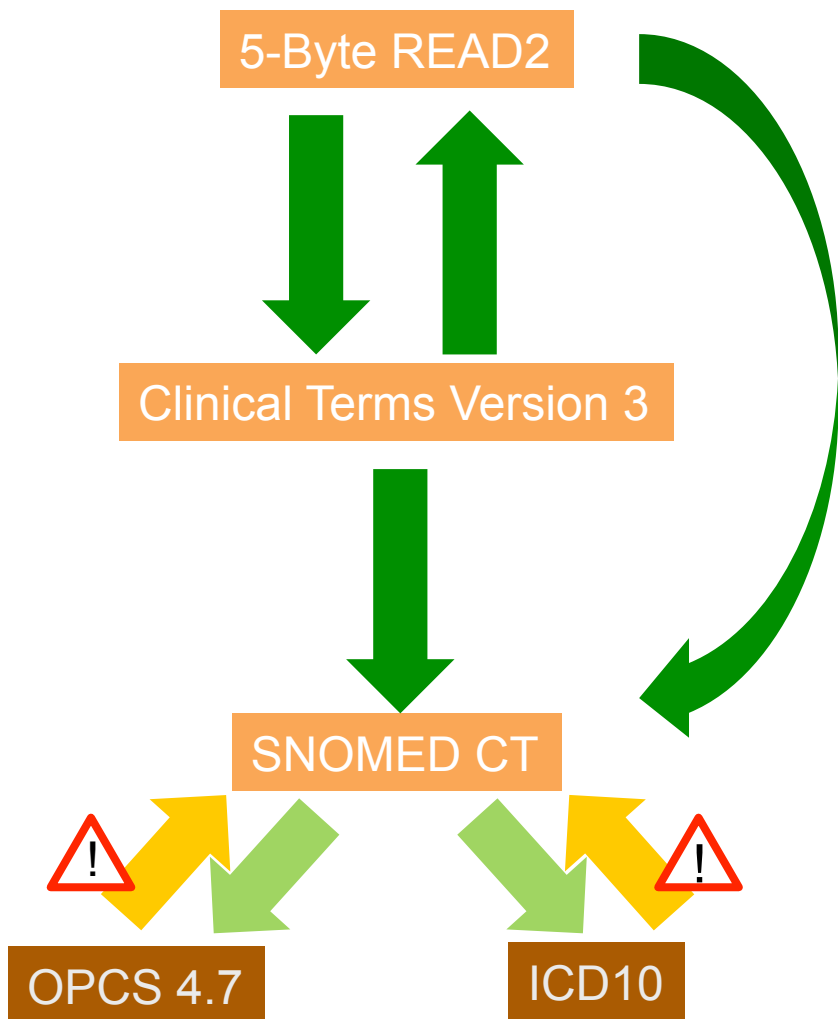 5-Byte READ2
Clinical Terms Version 3
SNOMED CT
!
!
OPCS 4.7
ICD10